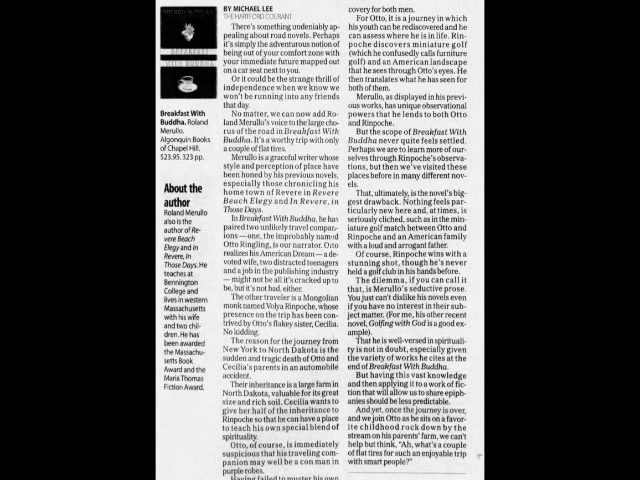 BREAKFAST
WITH BUDDHA
Breakfast With
Buddha. Roland
Merullo.
Algonquin Books
of Chapel Hill.
$23.95. 323 pp.
About the
author
Roland Merullo
also is the
author of Re-
vere Beach
Elegy and In
Revere, In
Those Days. He
teaches at
Bennington
College and
lives in western
Massachusetts
with his wife
and two chil-
dren. He has
been awarded
the Massachu-
setts Book
Award and the
Maria Thomas
Fiction Award.
BY MICHAEL LEE
THE HARTFORD COURANT
There's something undeniably ap-
pealing about road novels. Perhaps
it's simply the adventurous notion of
being out of your comfort zone with
your immediate future mapped out
on a car seat next to you.
Or it could be the strange thrill of
independence when we know we
won't be running into any friends
that day.
No matter, we can now add Ro-
land Merullo's voice to the large cho-
rus of the road in Breakfast With
Buddha. It's a worthy trip with only
a couple of flat tires.
Merullo is a graceful writer whose
style and perception of place have
been honed by his previous novels,
especially those chronicling his
home town of Revere in Revere
Beach Elegy and In Revere, in
Those Days.
In Breakfast With Buddha, he has
paired two unlikely travel compan-
ions — one, the improbably named
Otto Ringling, is our narrator. Otto
realizes his American Dream — a de-
voted wife, two distracted teenagers
and a job in the publishing industry
— might not be all it's cracked up to
be, but it's not bad, either.
The other traveler is a Mongolian
monk named Volya Rinpoche, whose
presence on the trip has been con-
trived by Otto's flakey sister, Cecilia.
No kidding.
The reason for the journey from
New York to North Dakota is the
sudden and tragic death of Otto and
Cecilia's parents in an automobile
accident.
Their inheritance is a large farm in
North Dakota, valuable for its great
size and rich soil. Cecilia wants to
give her half of the inheritance to
Rinpoche so that he can have a place
to teach his own special blend of
spirituality.
Otto, of course, is immediately
suspicious that his traveling com-
panion may well be a con man in
purple robes.
Having failed to muster his own
covery for both men.
For Otto, it is a journey in which
his youth can be rediscovered and he
can assess where he is in life. Rin-
poche discovers miniature golf
(which he confusedly calls furniture
golf) and an American landscape
that he sees through Otto's eyes. He
then translates what he has seen for
both of them.
Merullo, as displayed in his previ-
ous works, has unique observational
powers that he lends to both Otto
and Rinpoche.
But the scope of Breakfast With
Buddha never quite feels settled.
Perhaps we are to learn more of our-
selves through Rinpoche's observa-
tions, but then we've visited these
places before in many different nov-
els.
That, ultimately, is the novel's big-
gest drawback. Nothing feels par-
ticularly new here and, at times, is
seriously cliched, such as in the min-
iature golf match between Otto and
Rinpoche and an American family
with a loud and arrogant father.
Of course, Rinpoche wins with a
stunning shot, though he's never
held a golf club in his hands before.
The dilemma, if you can call it
that, is Merullo's seductive prose.
You just can't dislike his novels even
if you have no interest in their sub-
ject matter. (For me, his other recent
novel, Golfing with God is a good ex-
ample).
That he is well-versed in spirituali-
ty is not in doubt, especially given
the variety of works he cites at the
end of Breakfast With Buddha.
But having this vast knowledge
and then applying it to a work of fic-
tion that will allow us to share epiph-
anies should be less predictable.
And yet, once the journey is over,
and we join Otto as he sits on a favor-
ite childhood rock down by the
stream on his parents' farm, we can't
help but think, "Ah, what's a couple
of flat tires for such an enjoyable trip
with smart people?"